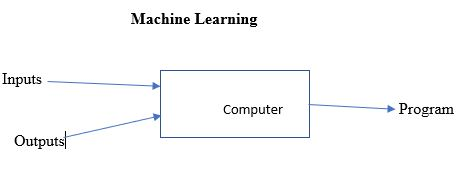 Machine Learning
Inputs
Computer
Program
Outputs